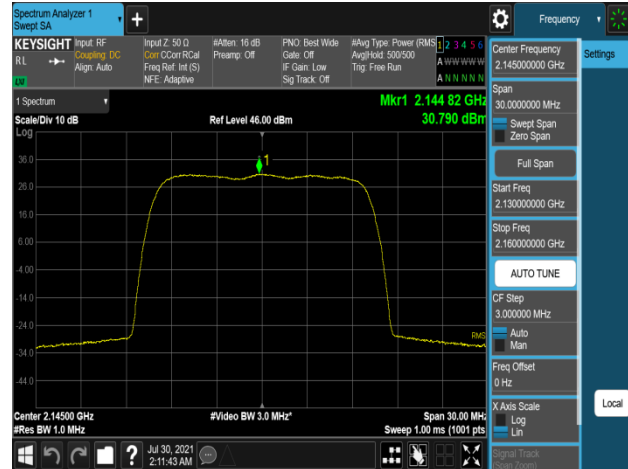 Spectrum Analyzer 1
Swept SA
+
Frequency
KEYSIGHT
RL
LW
Input: RF
Coupling: DC
Align: Auto
Input Z: 50 Ω
Corr CCorr RCal
Freq Ref: Int (S)
NFE: Adaptive
#Atten: 16 dB
Preamp: Off
PNO: Best Wide
Gate: Off
IF Gain: Low
Sig Track: Off
#Avg Type: Power (RMS)
Avg|Hold: 500/500
Trig: Free Run
1 2 3 4 5 6
A W W W W W
A N N N N N
1 Spectrum
Scale/Div 10 dB
Log
Ref Level 46.00 dBm
Mkr1 2.144 82 GHz
30.790 dBm
1
36.0
26.0
16.0
6.00
-4.00
-14.0
-24.0
-34.0
-44.0
RMS
Center 2.14500 GHz
#Res BW 1.0 MHz
#Video BW 3.0 MHz*
Span 30.00 MHz
Sweep 1.00 ms (1001 pts)
?
Jul 30, 2021
2:11:43 AM
Center Frequency
2.145000000 GHz
Span
30.0000000 MHz
Swept Span
Zero Span
Full Span
Start Freq
2.130000000 GHz
Stop Freq
2.160000000 GHz
AUTO TUNE
CF Step
3.000000 MHz
Auto
Man
Freq Offset
0 Hz
X Axis Scale
Log
Lin
Signal Track
(Span Zoom)
Settings
Local